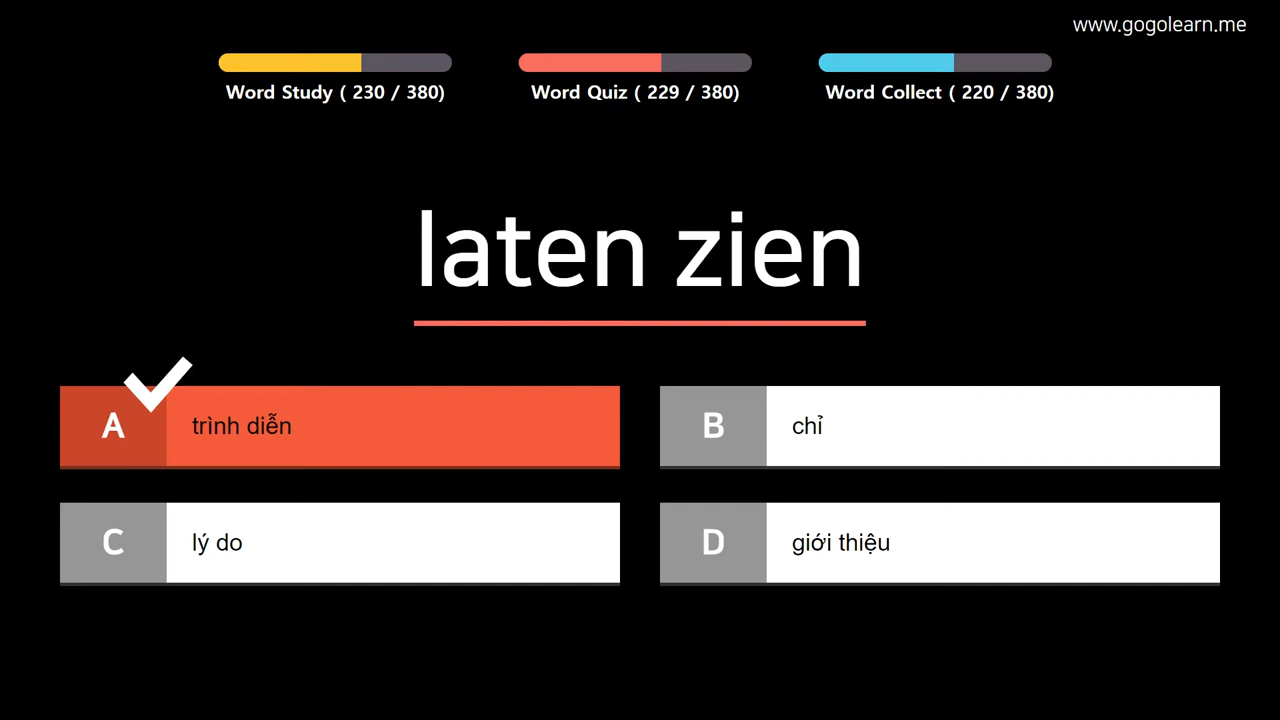 www.gogolearn.me
Word Study ( 230 / 380)
Word Quiz ( 229 / 380)
Word Collect ( 220 / 380)
laten zien
A trình diễn
B chỉ
C lý do
D giới thiệu